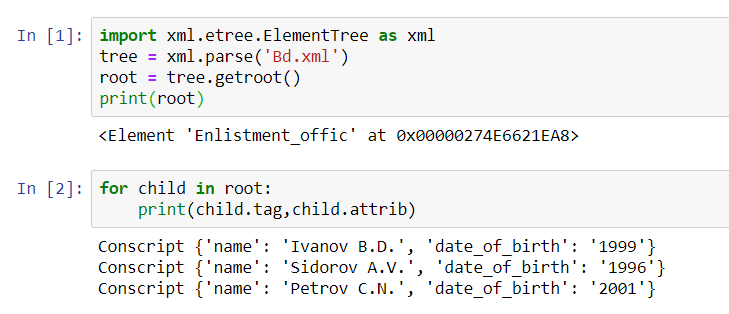 In [1]: import xml.etree.ElementTree as xml
tree = xml.parse('Bd.xml')
root = tree.getroot()
print(root)
<Element 'Enlistment_offic' at 0x00000274E6621EA8>
In [2]: for child in root:
    print(child.tag,child.attrib)
Conscript {'name': 'Ivanov B.D.', 'date_of_birth': '1999'}
Conscript {'name': 'Sidorov A.V.', 'date_of_birth': '1996'}
Conscript {'name': 'Petrov C.N.', 'date_of_birth': '2001'}